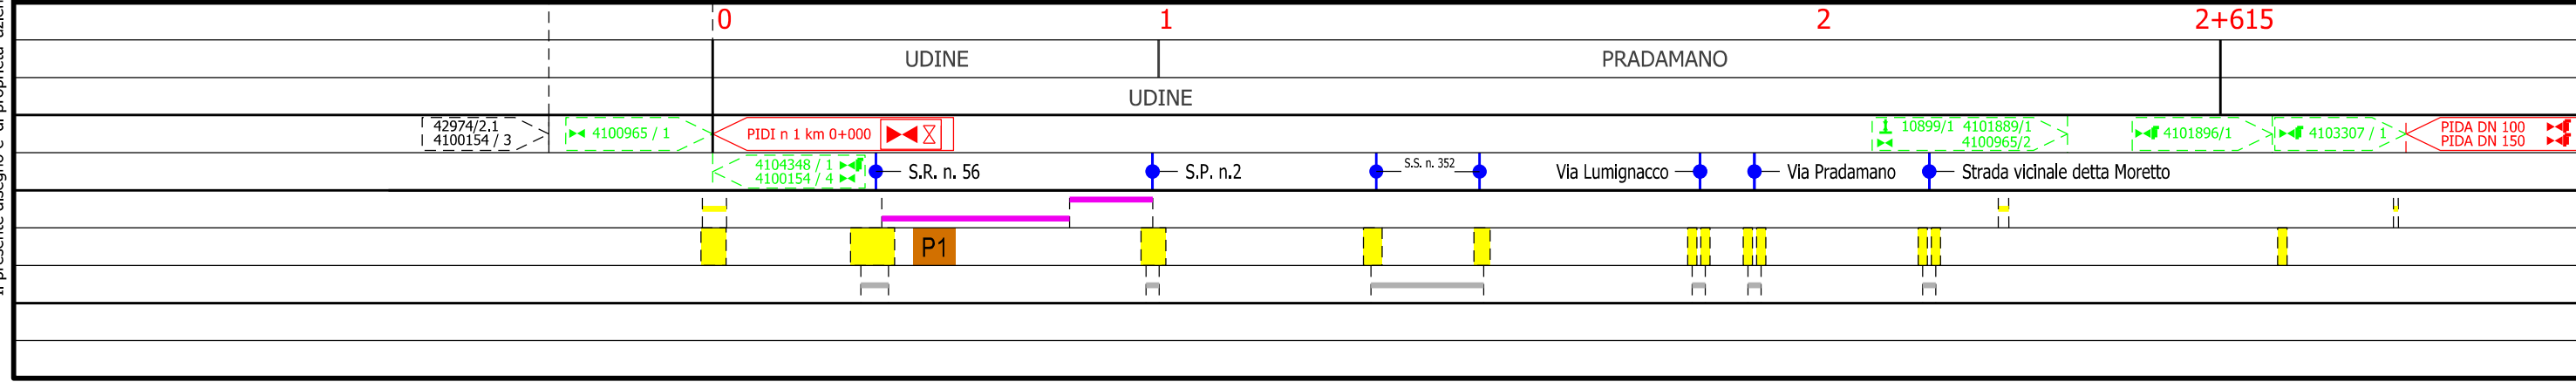 0 1 2 2+615
UDINE PRADAMANO
UDINE
42974/2.1
4100154 / 3
4100965 / 1
PIDI n 1 km 0+000
10899/1 4101889/1
4100965/2
4101896/1
4103307 / 1
PIDA DN 100
PIDA DN 150
4104348 / 1
4100154 / 4
S.R. n. 56
S.P. n.2
S.S. n. 352
Via Lumignacco
Via Pradamano
Strada vicinale detta Moretto
P1